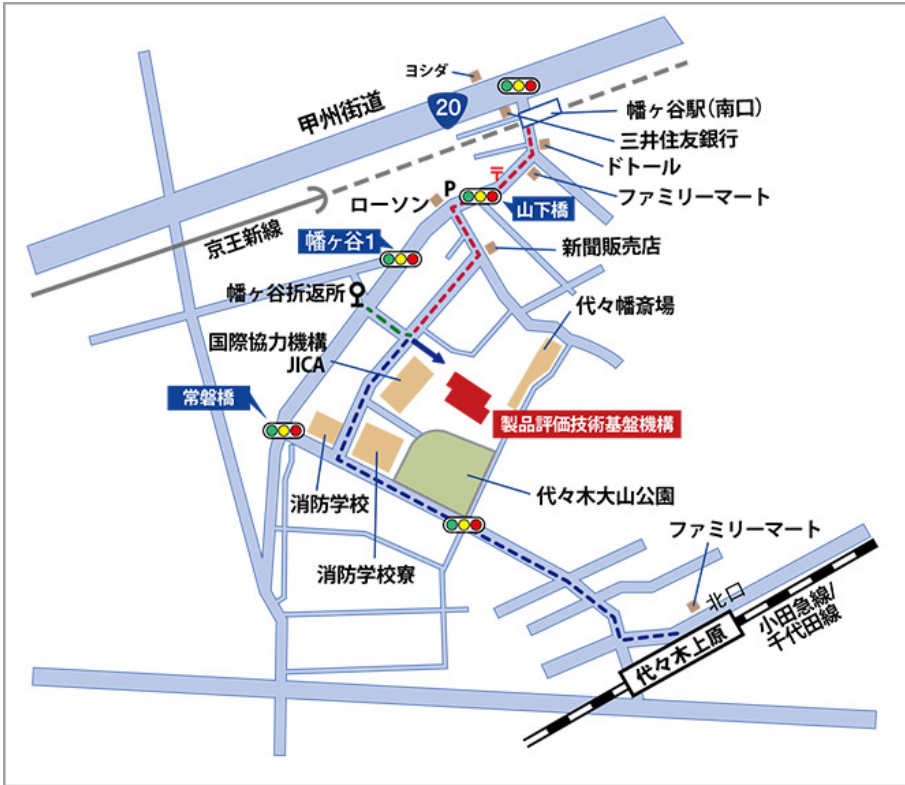 ヨシダ
甲州街道
20
幡ヶ谷駅(南口)
三井住友銀行
ドトール
〒
ファミリーマート
P
ローソン
山下橋
京王新線
幡ヶ谷1
新聞販売店
幡ヶ谷折返所
代々幡斎場
国際協力機構
JICA
常磐橋
製品評価技術基盤機構
消防学校
代々木大山公園
消防学校寮
ファミリーマート
北口
小田急線/
千代田線
代々木上原